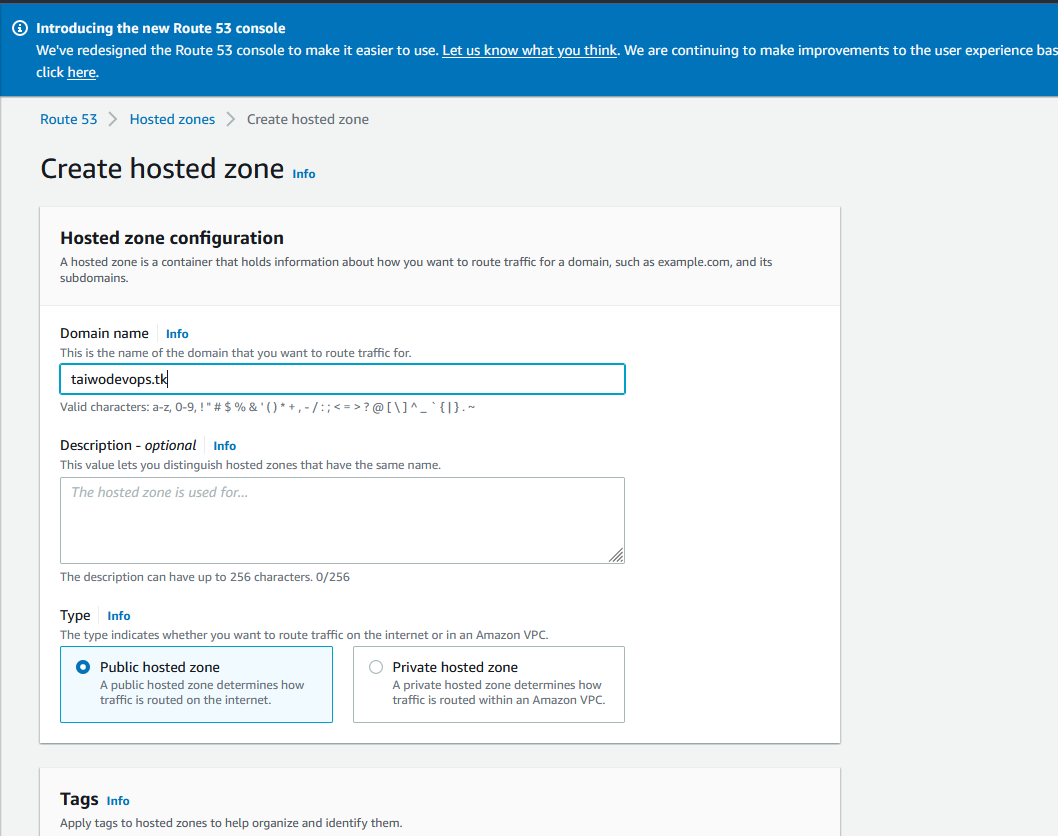 Introducing the new Route 53 console
We've redesigned the Route 53 console to make it easier to use. Let us know what you think. We are continuing to make improvements to the user experience bas
click here.
Route 53 > Hosted zones > Create hosted zone
Create hosted zone Info
Hosted zone configuration
A hosted zone is a container that holds information about how you want to route traffic for a domain, such as example.com, and its
subdomains.
Domain name Info
This is the name of the domain that you want to route traffic for.
taiwodevops.tk
Valid characters: a-z, 0-9, ! " # $ % & ' ( ) * + , - / : ; < = > ? @ [ \ ] ^ _ ` { | } . ~
Description - optional Info
This value lets you distinguish hosted zones that have the same name.
The hosted zone is used for...
The description can have up to 256 characters. 0/256
Type Info
The type indicates whether you want to route traffic on the internet or in an Amazon VPC.
Public hosted zone
A public hosted zone determines how
traffic is routed on the internet.
Private hosted zone
A private hosted zone determines how
traffic is routed within an Amazon VPC.
Tags Info
Apply tags to hosted zones to help organize and identify them.